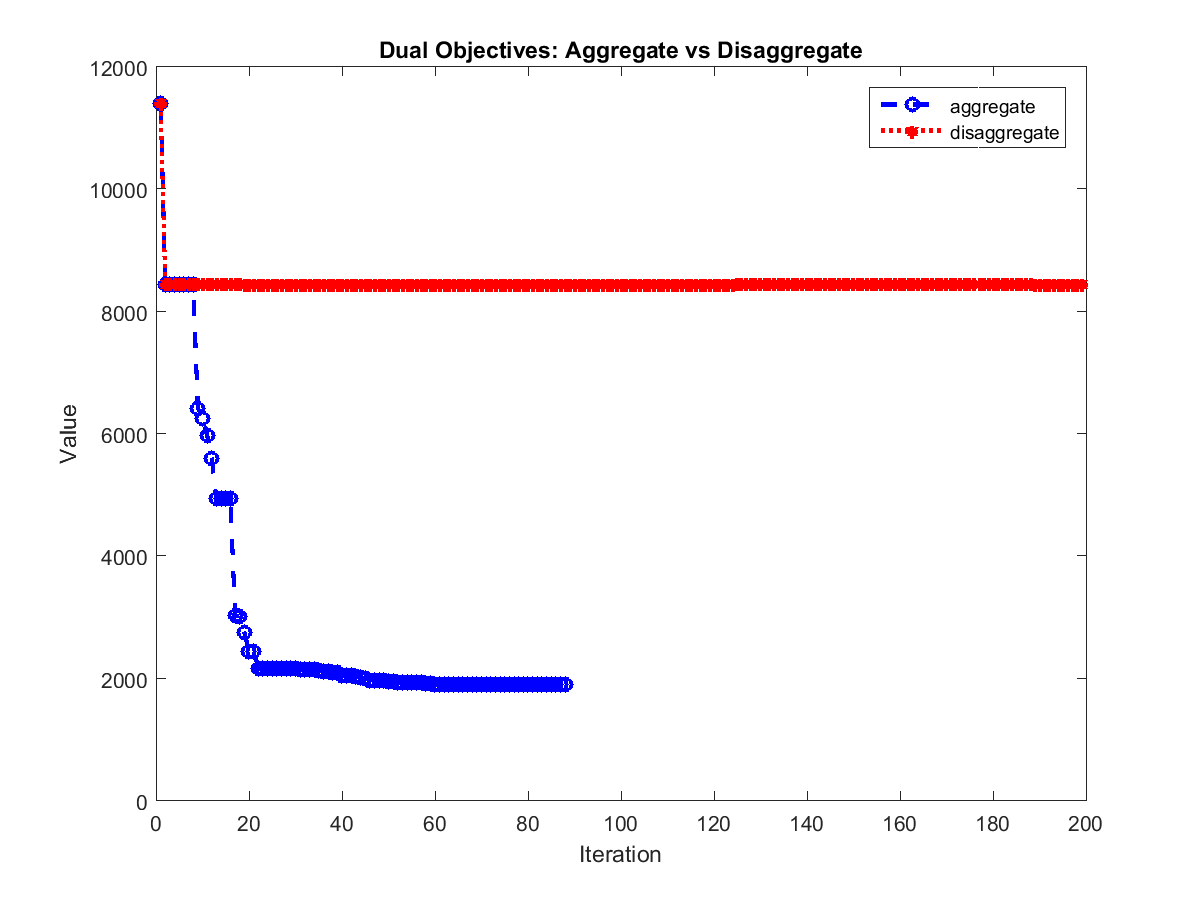 Dual Objectives: Aggregate vs Disaggregate
12000
10000
8000
6000
4000
2000
0
Value
aggregate
disaggregate
0 20 40 60 80 100 120 140 160 180 200
Iteration